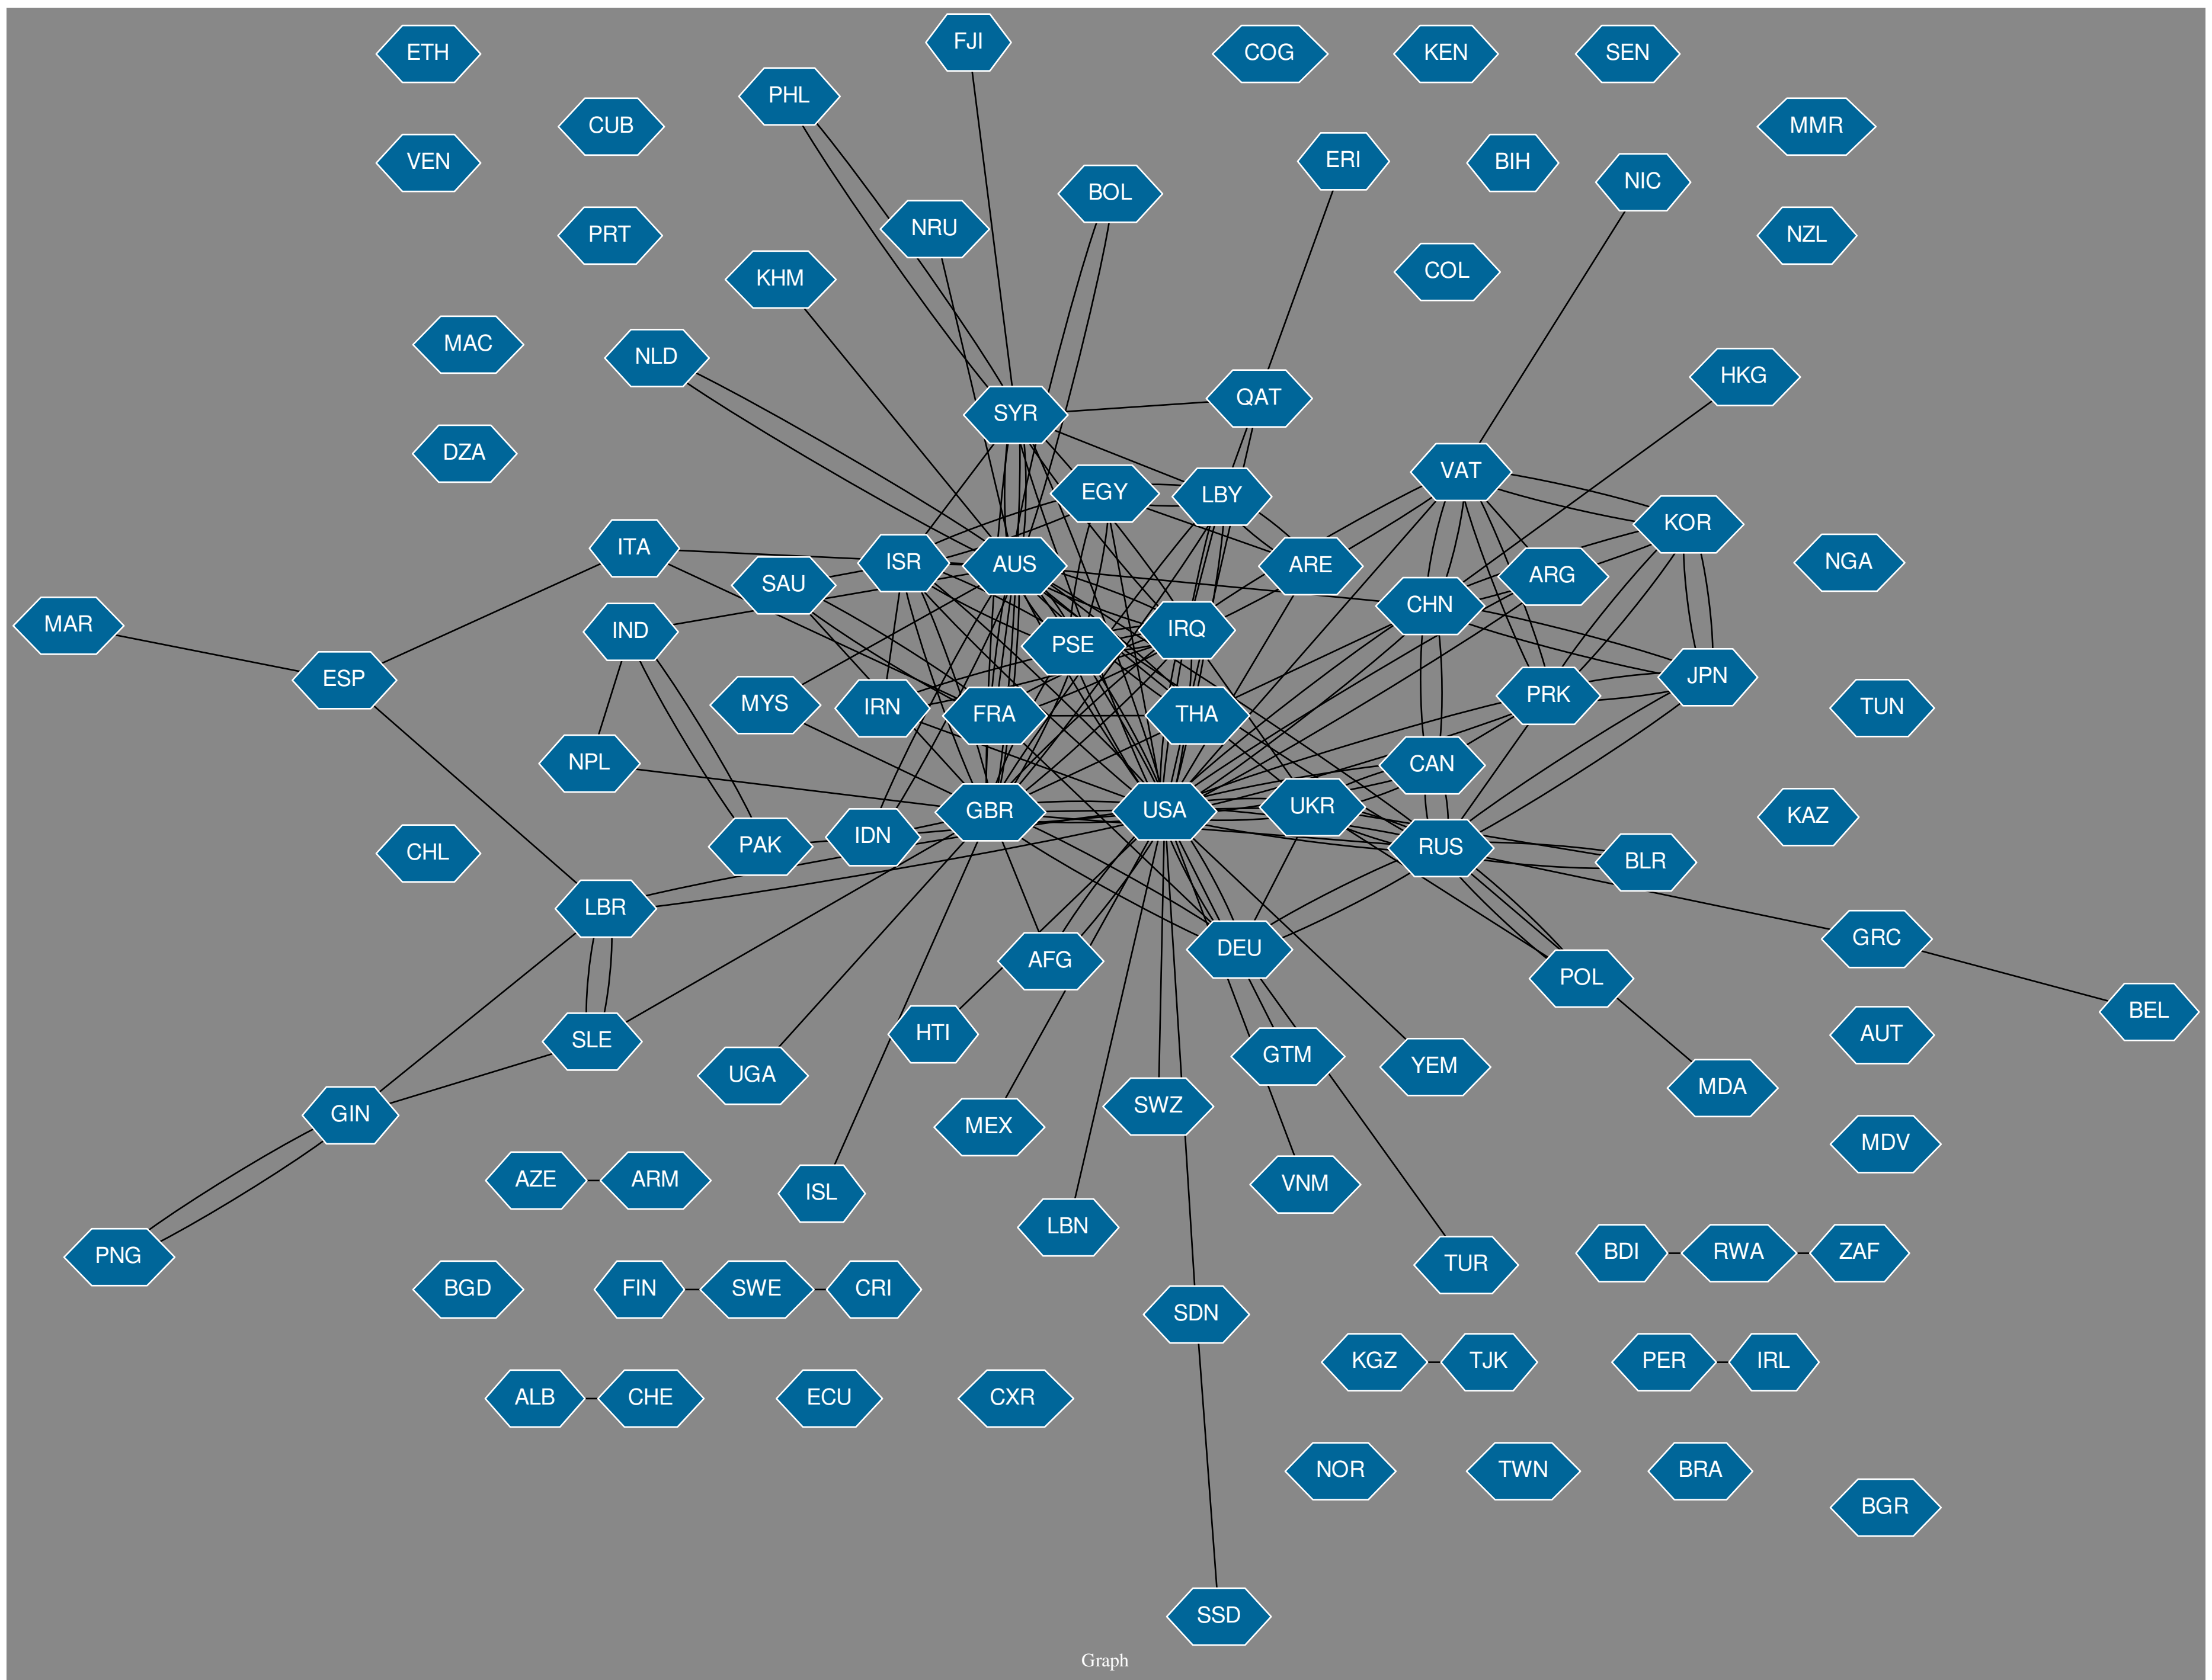 FJI
ETH
COG
KEN
SEN
PHL
CUB
MMR
VEN
ERI
BIH
NIC
BOL
NRU
PRT
NZL
KHM
COL
MAC
NLD
HKG
QAT
SYR
DZA
VAT
EGY
LBY
KOR
ITA
ISR
AUS
ARE
NGA
ARG
SAU
CHN
MAR
IND
IRQ
PSE
ESP
JPN
PRK
MYS
IRN
TUN
FRA
THA
NPL
CAN
UKR
GBR
USA
KAZ
IDN
PAK
RUS
CHL
BLR
LBR
GRC
DEU
AFG
POL
BEL
HTI
AUT
SLE
GTM
YEM
UGA
MDA
SWZ
GIN
MEX
MDV
AZE
ARM
VNM
ISL
LBN
PNG
BDI
RWA
ZAF
TUR
BGD
FIN
SWE
CRI
SDN
KGZ
TJK
PER
IRL
ALB
CHE
ECU
CXR
NOR
TWN
BRA
BGR
SSD
Graph